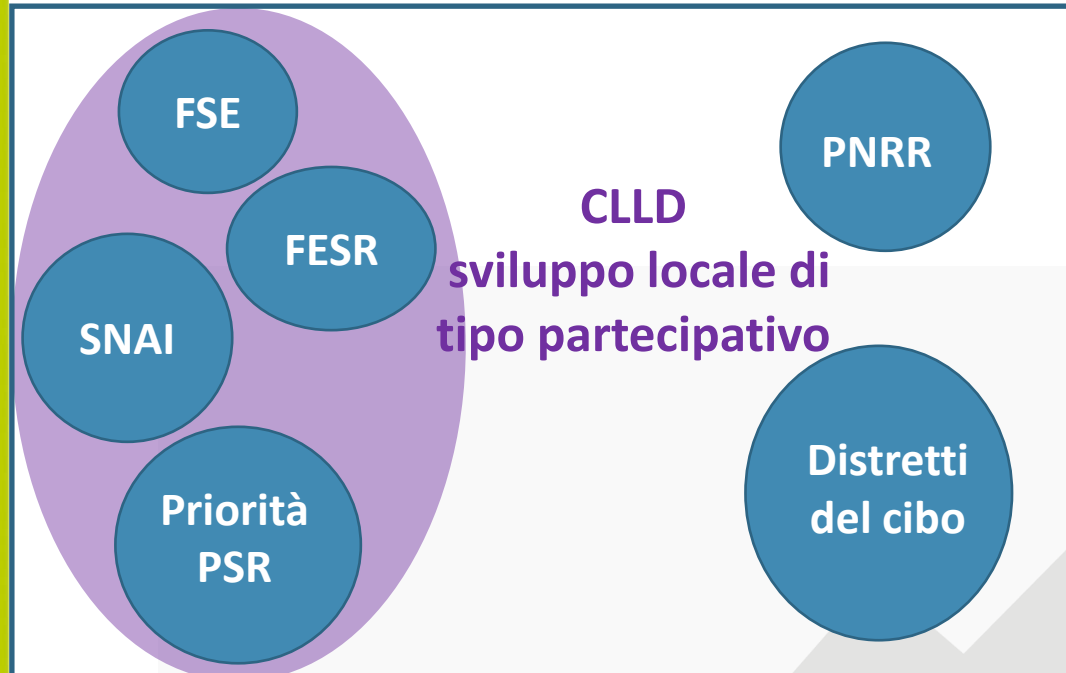 FSE
FESR
SNAI
Priorità
PSR
CLLD
sviluppo locale di
tipo partecipativo
PNRR
Distretti
del cibo